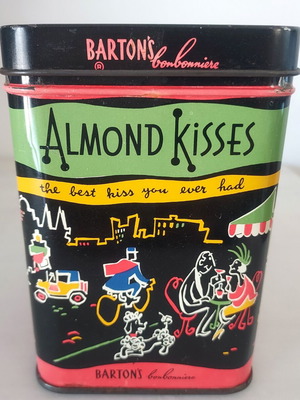 BARTON'S bonbonniere
®
ALMOND KISSES
the best kiss you ever had
BARTON'S bonbonniere